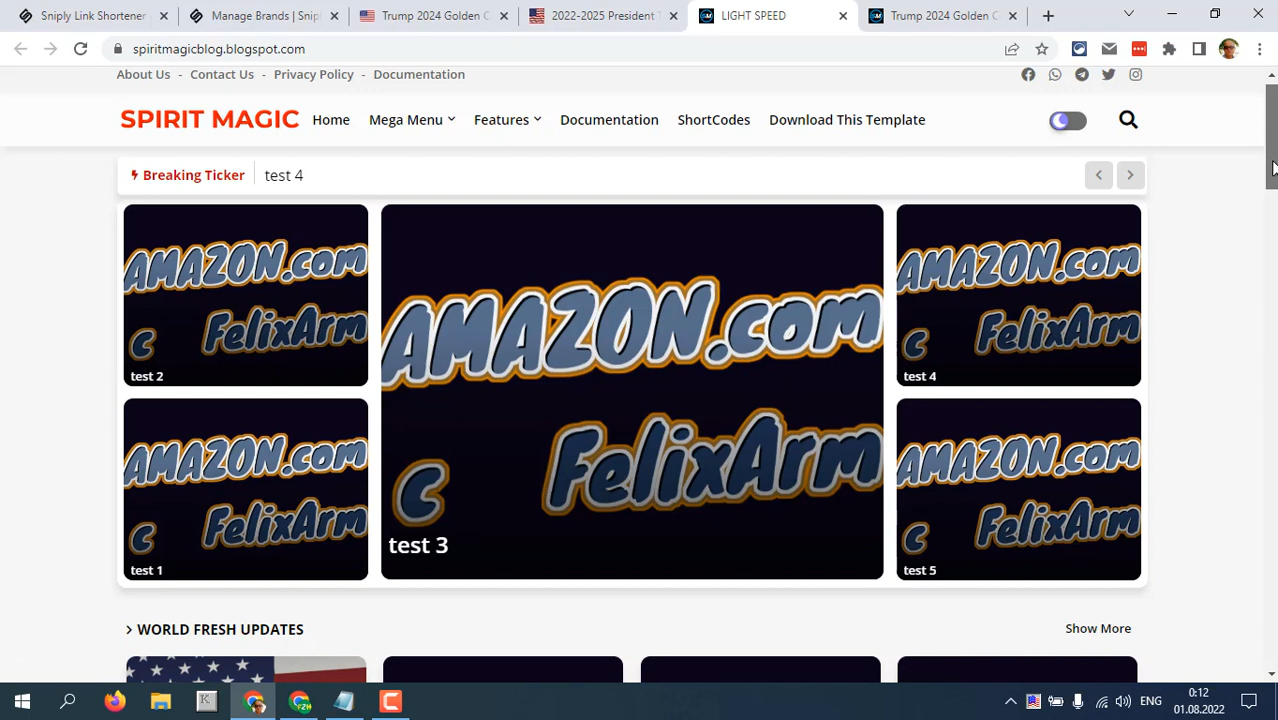 Sniply Link Shortener
Manage Brands | Snipl
Trump 2024 Golden C
2022-2025 President T
LIGHT SPEED
Trump 2024 Golden C
spiritmagicblog.blogspot.com
About Us - Contact Us - Privacy Policy - Documentation
SPIRIT MAGIC
Home
Mega Menu
Features
Documentation
ShortCodes
Download This Template
Breaking Ticker
test 4
AMAZON.com
C FelixArm
test 2
AMAZON.com
C FelixArm
test 1
AMAZON.com
C FelixArm
test 3
AMAZON.com
C FelixArm
test 4
AMAZON.com
C FelixArm
test 5
WORLD FRESH UPDATES
Show More
ENG
0:12
01.08.2022